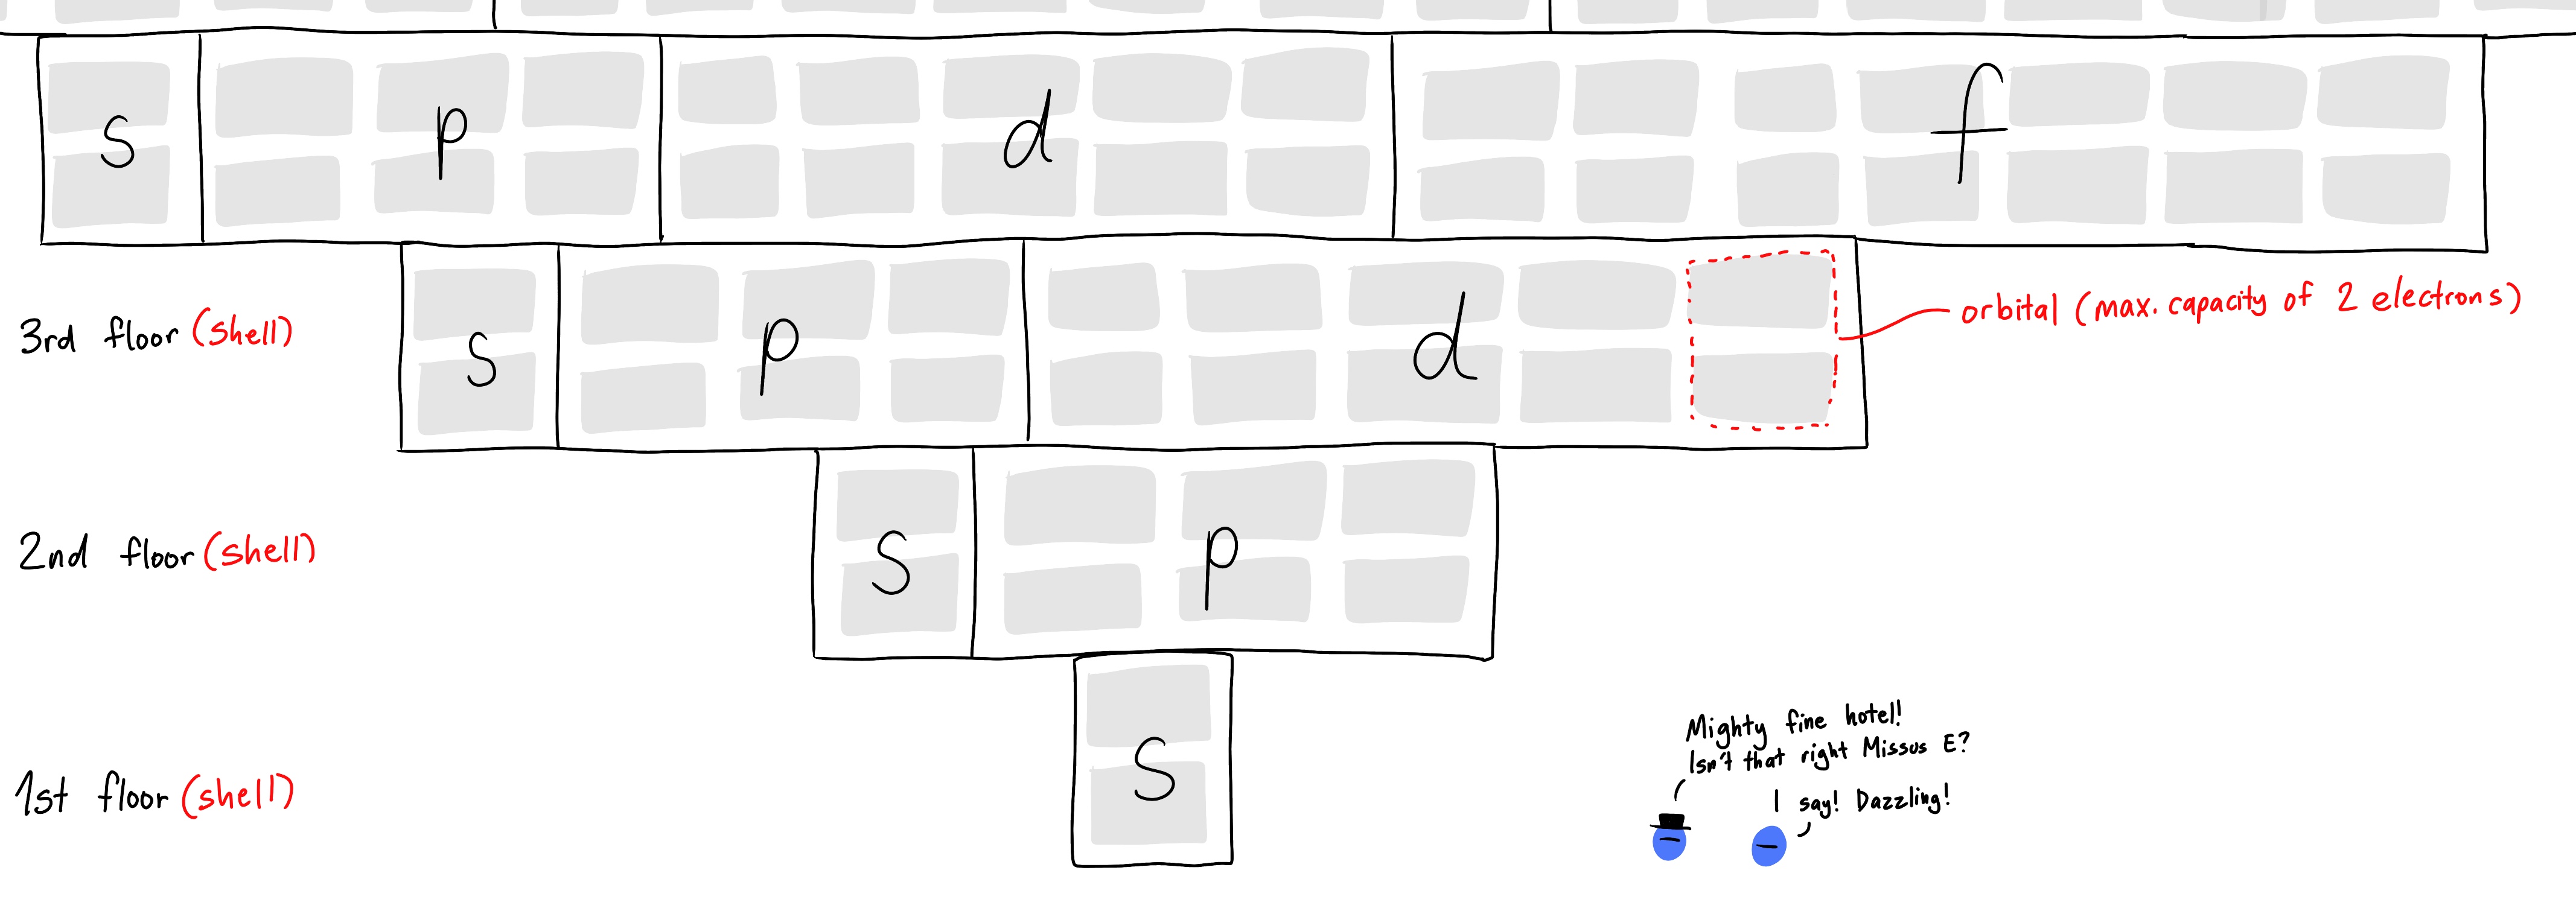 s p d f
3rd floor (shell) s p d orbital (max. capacity of 2 electrons)
2nd floor (shell) s p
1st floor (shell) s
Mighty fine hotel!
Isn't that right Missus E?
I say! Dazzling!